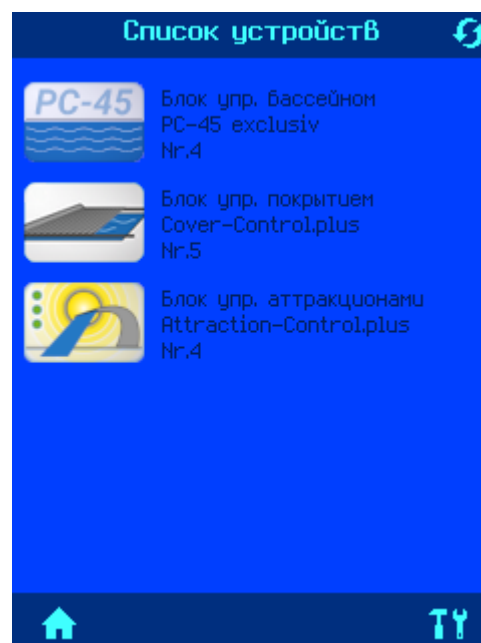 Список устройств
PC-45
Блок упр. бассейном
PC-45 exclusiv
Nr.4
Блок упр. покрытием
Cover-Control.plus
Nr.5
Блок упр. аттракционами
Attraction-Control.plus
Nr.4